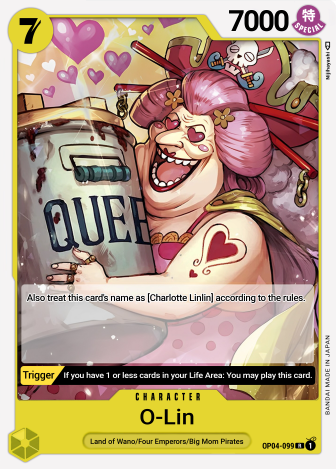 7
7000
特
SPECIAL
Nijihayashi
QUEE
Also treat this card's name as [Charlotte Linlin] according to the rules.
Trigger
If you have 1 or less cards in your Life Area: You may play this card.
BANDAI MADE IN JAPAN
CHARACTER
O-Lin
Land of Wano/Four Emperors/Big Mom Pirates
OP04-099
1